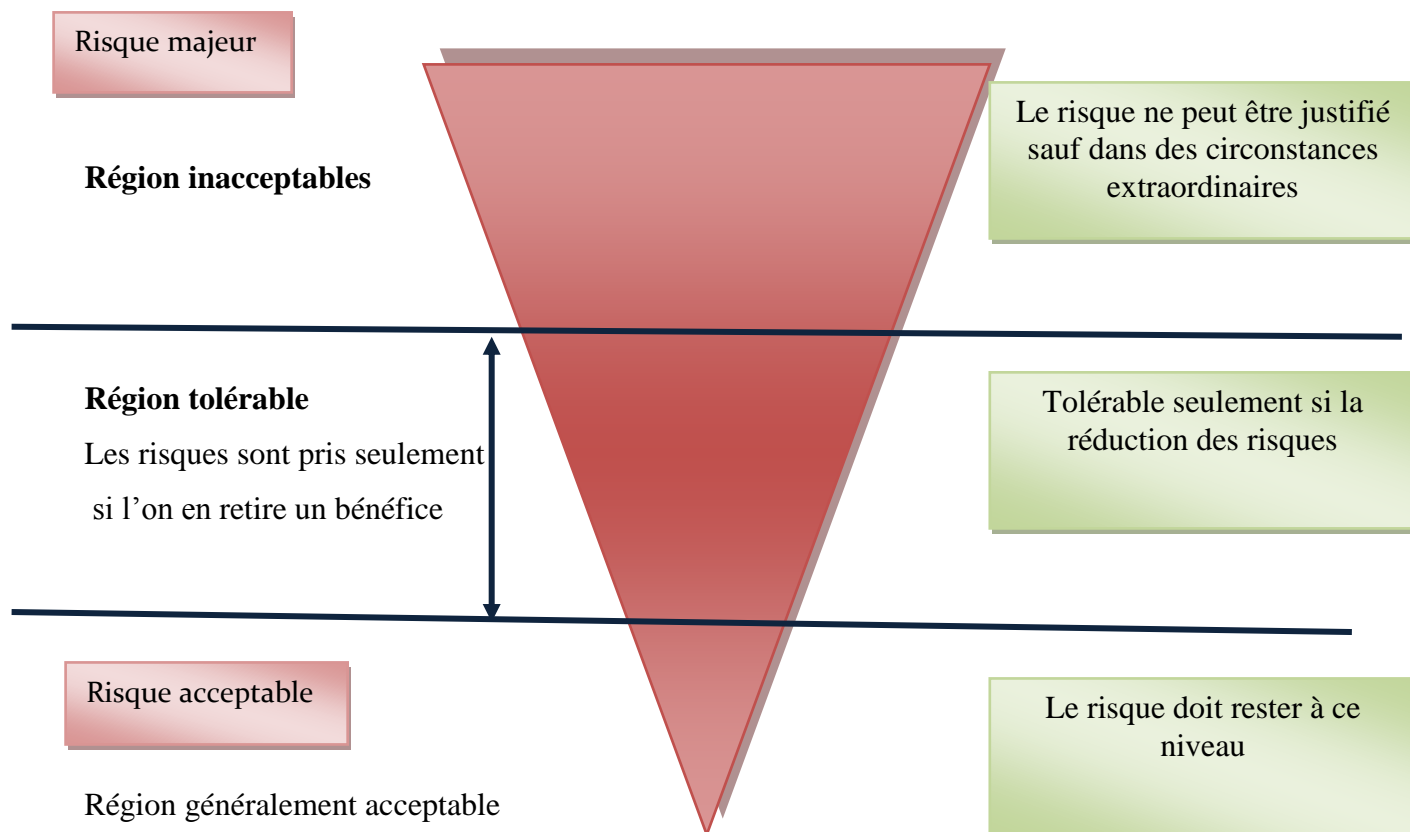 Risque majeur
Le risque ne peut être justifié
sauf dans des circonstances
extraordinaires
Région inacceptables
Région tolérable
Les risques sont pris seulement
si l’on en retire un bénéfice
Tolérable seulement si la
réduction des risques
Risque acceptable
Le risque doit rester à ce
niveau
Région généralement acceptable